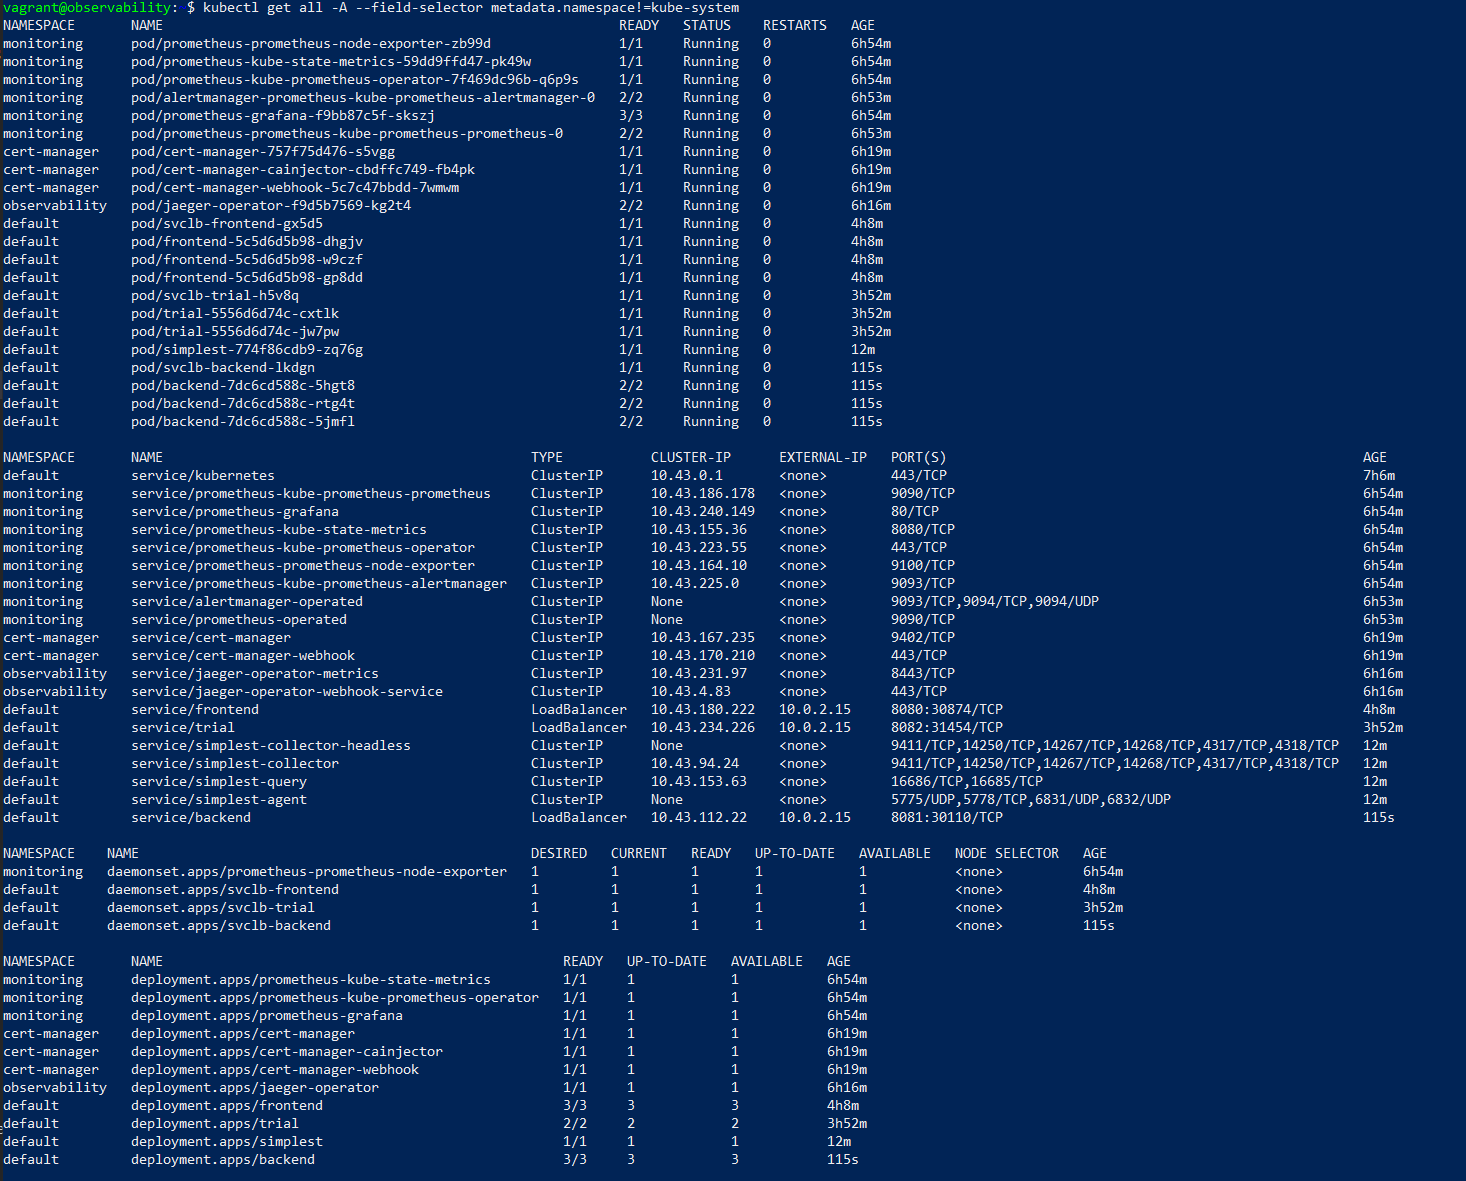 vagrant@observability: $ kubectl get all -A --field-selector metadata.namespace!=kube-system
NAMESPACE NAME READY STATUS RESTARTS AGE
monitoring pod/prometheus-prometheus-node-exporter-zb99d 1/1 Running 0 6h54m
monitoring pod/prometheus-kube-state-metrics-59dd9ffd47-pk49w 1/1 Running 0 6h54m
monitoring pod/prometheus-kube-prometheus-operator-7f469dc96b-q6p9s 1/1 Running 0 6h54m
monitoring pod/alertmanager-prometheus-kube-prometheus-alertmanager-0 2/2 Running 0 6h53m
monitoring pod/prometheus-grafana-f9bb87c5f-skszj 3/3 Running 0 6h54m
monitoring pod/prometheus-prometheus-kube-prometheus-prometheus-0 2/2 Running 0 6h53m
cert-manager pod/cert-manager-757f75d476-s5vgg 1/1 Running 0 6h19m
cert-manager pod/cert-manager-cainjector-cbdffc749-fb4pk 1/1 Running 0 6h19m
cert-manager pod/cert-manager-webhook-5c7c47bbdd-7wmwm 1/1 Running 0 6h19m
observability pod/jaeger-operator-f9d5b7569-kg2t4 2/2 Running 0 6h16m
default pod/svclb-frontend-gx5d5 1/1 Running 0 4h8m
default pod/frontend-5c5d6d5b98-dhgjv 1/1 Running 0 4h8m
default pod/frontend-5c5d6d5b98-w9czf 1/1 Running 0 4h8m
default pod/frontend-5c5d6d5b98-gp8dd 1/1 Running 0 4h8m
default pod/svclb-trial-h5v8q 1/1 Running 0 3h52m
default pod/trial-5556d6d74c-cxtlk 1/1 Running 0 3h52m
default pod/trial-5556d6d74c-jw7pw 1/1 Running 0 3h52m
default pod/simplest-774f86cdb9-zq76g 1/1 Running 0 12m
default pod/svclb-backend-lkdgn 1/1 Running 0 115s
default pod/backend-7dc6cd588c-5hgt8 2/2 Running 0 115s
default pod/backend-7dc6cd588c-rtg4t 2/2 Running 0 115s
default pod/backend-7dc6cd588c-5jmfl 2/2 Running 0 115s
NAMESPACE NAME TYPE CLUSTER-IP EXTERNAL-IP PORT(S) AGE
default service/kubernetes ClusterIP 10.43.0.1 <none> 443/TCP 7h6m
monitoring service/prometheus-kube-prometheus-prometheus ClusterIP 10.43.186.178 <none> 9090/TCP 6h54m
monitoring service/prometheus-grafana ClusterIP 10.43.240.149 <none> 80/TCP 6h54m
monitoring service/prometheus-kube-state-metrics ClusterIP 10.43.155.36 <none> 8080/TCP 6h54m
monitoring service/prometheus-kube-prometheus-operator ClusterIP 10.43.223.55 <none> 443/TCP 6h54m
monitoring service/prometheus-prometheus-node-exporter ClusterIP 10.43.164.10 <none> 9100/TCP 6h54m
monitoring service/prometheus-kube-prometheus-alertmanager ClusterIP 10.43.225.0 <none> 9093/TCP 6h54m
monitoring service/alertmanager-operated ClusterIP None <none> 9093/TCP,9094/TCP,9094/UDP 6h53m
monitoring service/prometheus-operated ClusterIP None <none> 9090/TCP 6h53m
cert-manager service/cert-manager ClusterIP 10.43.167.235 <none> 9402/TCP 6h19m
cert-manager service/cert-manager-webhook ClusterIP 10.43.170.210 <none> 443/TCP 6h19m
observability service/jaeger-operator-metrics ClusterIP 10.43.231.97 <none> 8443/TCP 6h16m
observability service/jaeger-operator-webhook-service ClusterIP 10.43.4.83 <none> 443/TCP 6h16m
default service/frontend LoadBalancer 10.43.180.222 10.0.2.15 8080:30874/TCP 4h8m
default service/trial LoadBalancer 10.43.234.226 10.0.2.15 8082:31454/TCP 3h52m
default service/simplest-collector-headless ClusterIP None <none> 9411/TCP,14250/TCP,14267/TCP,14268/TCP,4317/TCP,4318/TCP 12m
default service/simplest-collector ClusterIP 10.43.94.24 <none> 9411/TCP,14250/TCP,14267/TCP,14268/TCP,4317/TCP,4318/TCP 12m
default service/simplest-query ClusterIP 10.43.153.63 <none> 16686/TCP,16685/TCP 12m
default service/simplest-agent ClusterIP None <none> 5775/UDP,5778/TCP,6831/UDP,6832/UDP 12m
default service/backend LoadBalancer 10.43.112.22 10.0.2.15 8081:30110/TCP 115s
NAMESPACE NAME DESIRED CURRENT READY UP-TO-DATE AVAILABLE NODE SELECTOR AGE
monitoring daemonset.apps/prometheus-prometheus-node-exporter 1 1 1 1 1 <none> 6h54m
default daemonset.apps/svclb-frontend 1 1 1 1 1 <none> 4h8m
default daemonset.apps/svclb-trial 1 1 1 1 1 <none> 3h52m
default daemonset.apps/svclb-backend 1 1 1 1 1 <none> 115s
NAMESPACE NAME READY UP-TO-DATE AVAILABLE AGE
monitoring deployment.apps/prometheus-kube-state-metrics 1/1 1 1 6h54m
monitoring deployment.apps/prometheus-kube-prometheus-operator 1/1 1 1 6h54m
monitoring deployment.apps/prometheus-grafana 1/1 1 1 6h54m
cert-manager deployment.apps/cert-manager 1/1 1 1 6h19m
cert-manager deployment.apps/cert-manager-cainjector 1/1 1 1 6h19m
cert-manager deployment.apps/cert-manager-webhook 1/1 1 1 6h19m
observability deployment.apps/jaeger-operator 1/1 1 1 6h16m
default deployment.apps/frontend 3/3 3 3 4h8m
default deployment.apps/trial 2/2 2 2 3h52m
default deployment.apps/simplest 1/1 1 1 12m
default deployment.apps/backend 3/3 3 3 115s